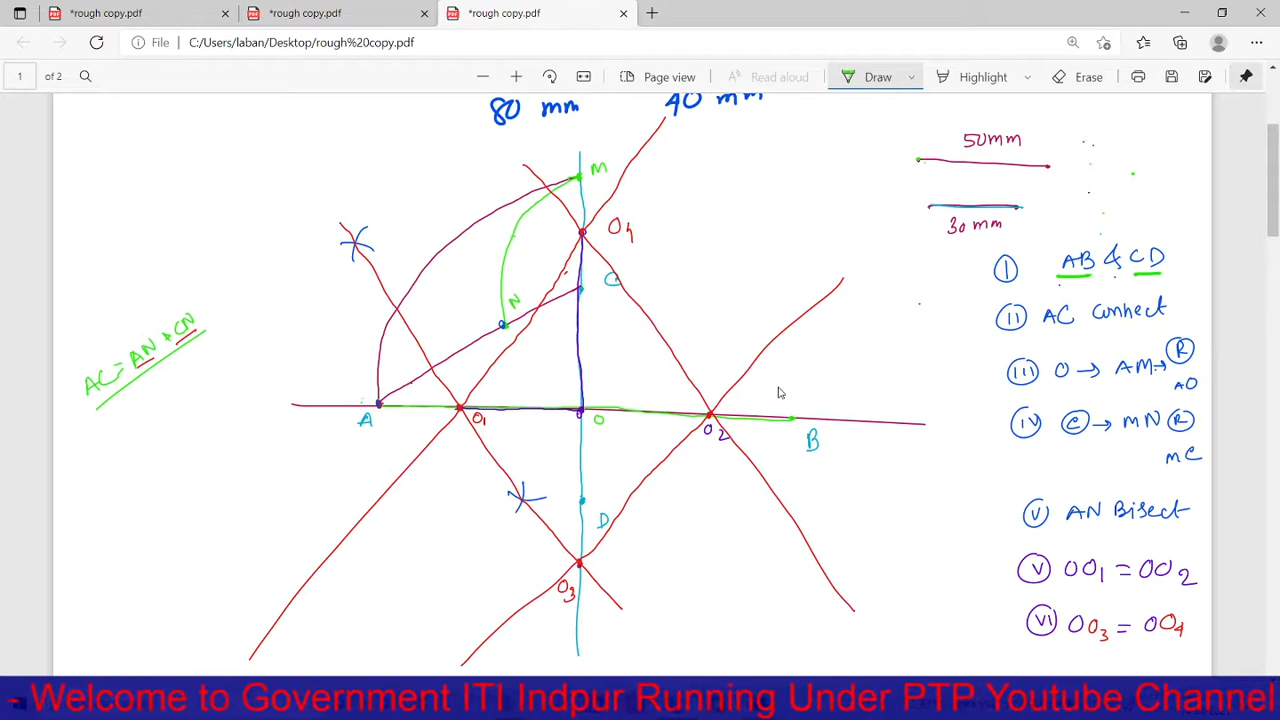 *rough copy.pdf
*rough copy.pdf
*rough copy.pdf
File
C:/Users/laban/Desktop/rough%20copy.pdf
1
of 2
Page view
Read aloud
Draw
Highlight
Erase
80 mm
40 mm
50mm
30mm
M
O4
C
N
AC = AN + CN
A
O1
O
O2
B
D
O3
I AB & CD
II AC connect
III O → AM → R
AO
IV C → MN R
MC
V AN Bisect
V OO1 = OO2
VI OO3 = OO4
- Welcome to Government ITI Indpur Running Under PTP Youtube Channel